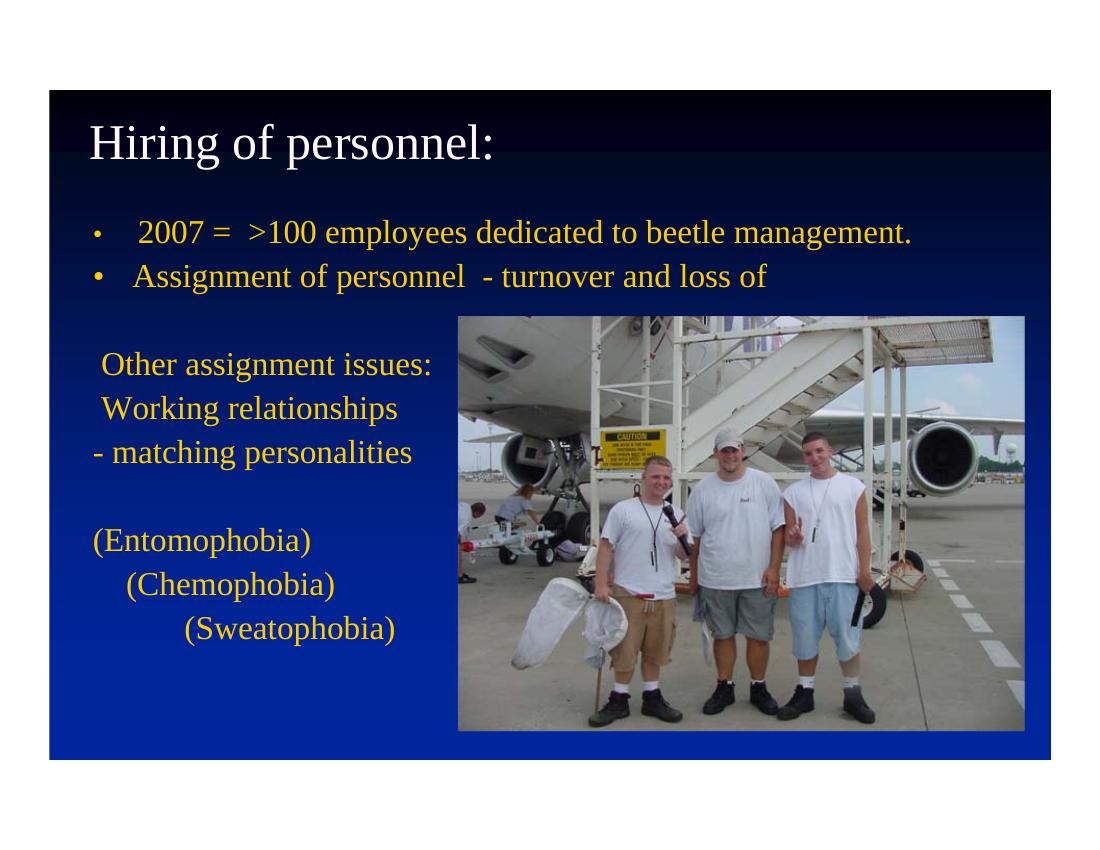 Hiring of personnel:
• 2007 = >100 employees dedicated to beetle management.
• Assignment of personnel - turnover and loss of
Other assignment issues:
Working relationships
- matching personalities
(Entomophobia)
(Chemophobia)
(Sweatophobia)
CAUTION